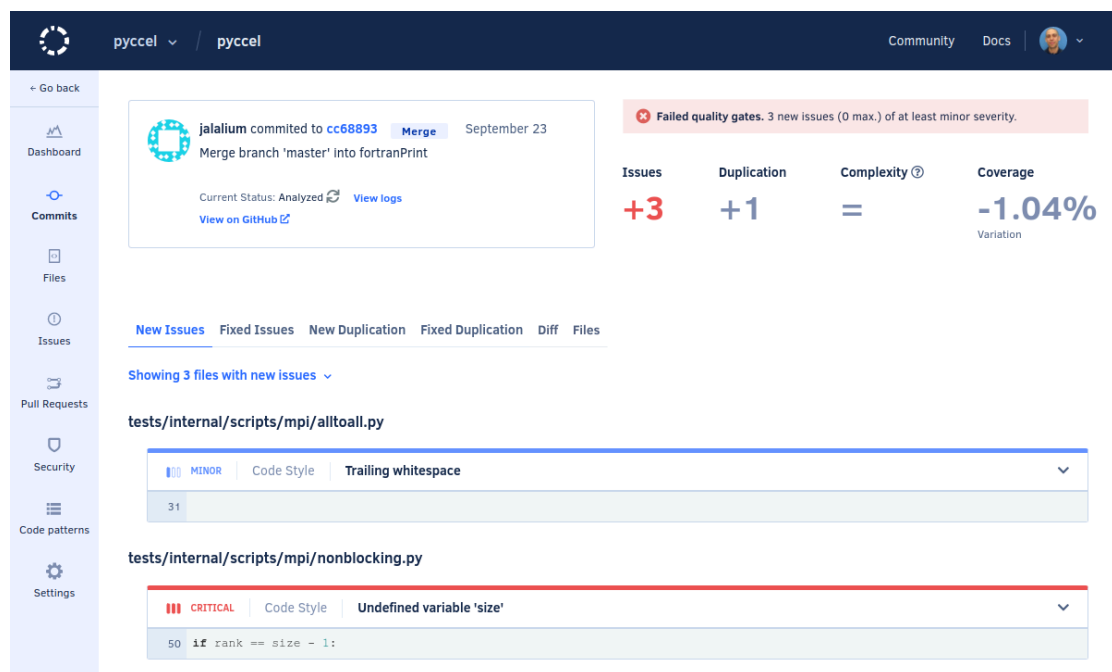 pyccel / pyccel
Community Docs
← Go back
Dashboard
Commits
Files
Issues
Pull Requests
Security
Code patterns
Settings
jalalium commited to cc68893 Merge September 23
Merge branch 'master' into fortranPrint
Current Status: Analyzed View logs
View on GitHub
Failed quality gates. 3 new issues (0 max.) of at least minor severity.
Issues Duplication Complexity ? Coverage
+3 +1 = -1.04%
Variation
New Issues Fixed Issues New Duplication Fixed Duplication Diff Files
Showing 3 files with new issues
tests/internal/scripts/mpi/alltoall.py
MINOR Code Style Trailing whitespace
31
tests/internal/scripts/mpi/nonblocking.py
CRITICAL Code Style Undefined variable 'size'
50 if rank == size - 1: